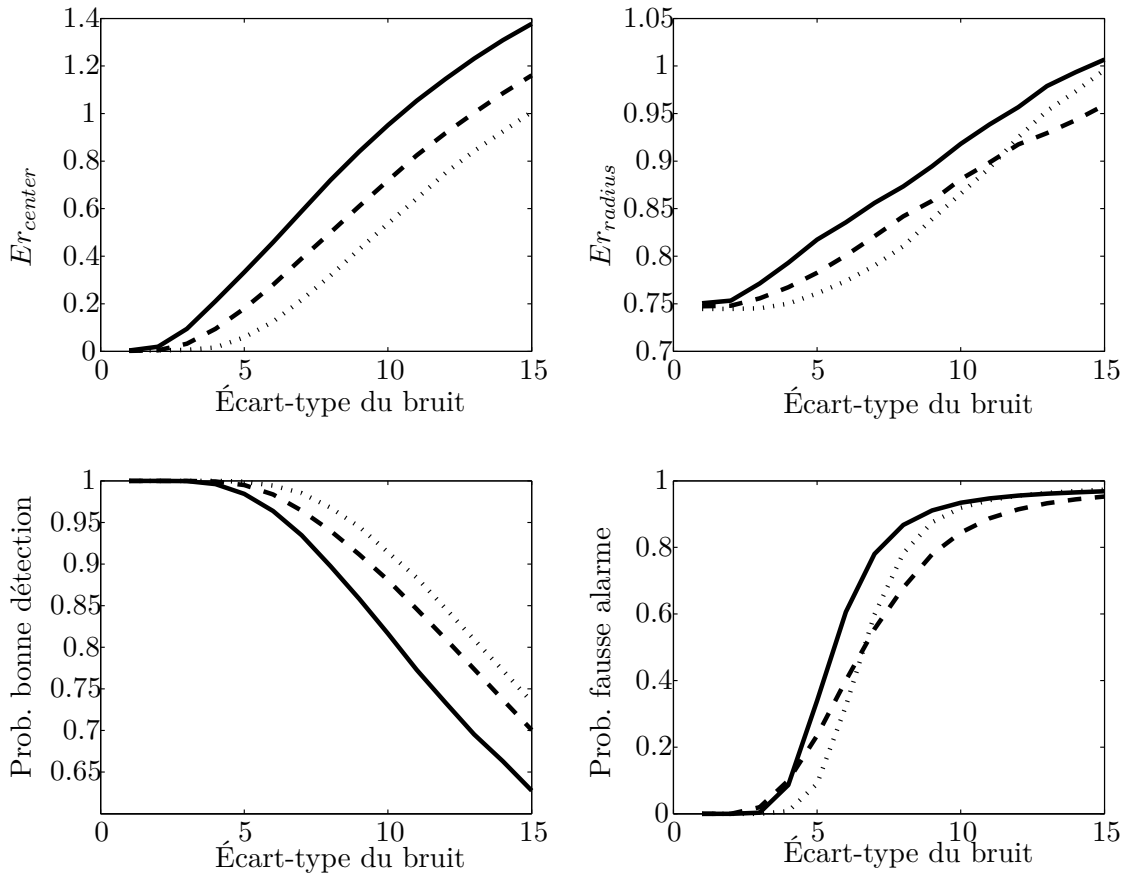 1.4
1.2
1
0.8
0.6
0.4
0.2
0
0 5 10 15
Er_center
Écart-type du bruit
1.05
1
0.95
0.9
0.85
0.8
0.75
0.7
0 5 10 15
Er_radius
Écart-type du bruit
1
0.95
0.9
0.85
0.8
0.75
0.7
0.65
0 5 10 15
Prob. bonne détection
Écart-type du bruit
1
0.8
0.6
0.4
0.2
0
0 5 10 15
Prob. fausse alarme
Écart-type du bruit